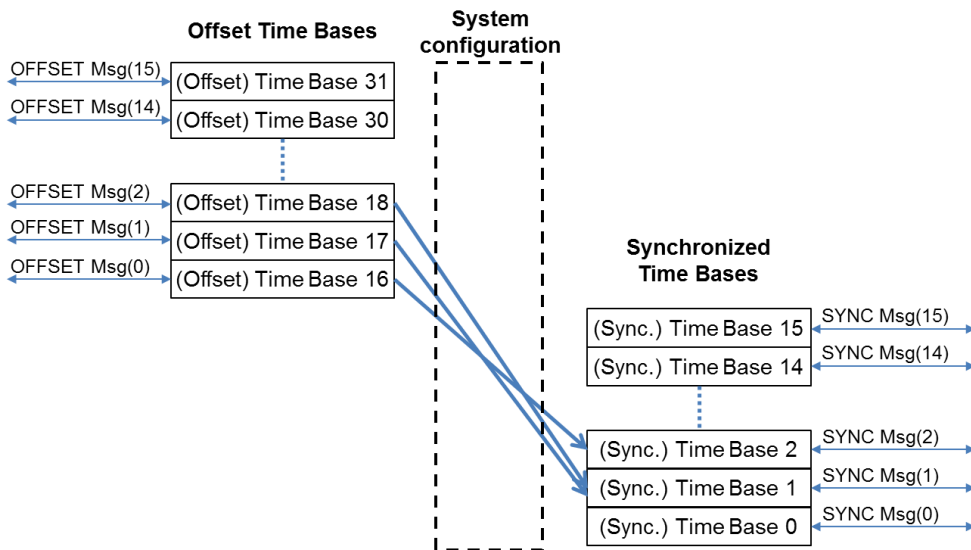 Offset Time Bases
System
configuration
OFFSET Msg(15)
(Offset) Time Base 31
OFFSET Msg(14)
(Offset) Time Base 30
OFFSET Msg(2)
(Offset) Time Base 18
OFFSET Msg(1)
(Offset) Time Base 17
OFFSET Msg(0)
(Offset) Time Base 16
Synchronized
Time Bases
(Sync.) Time Base 15
SYNC Msg(15)
(Sync.) Time Base 14
SYNC Msg(14)
(Sync.) Time Base 2
SYNC Msg(2)
(Sync.) Time Base 1
SYNC Msg(1)
(Sync.) Time Base 0
SYNC Msg(0)